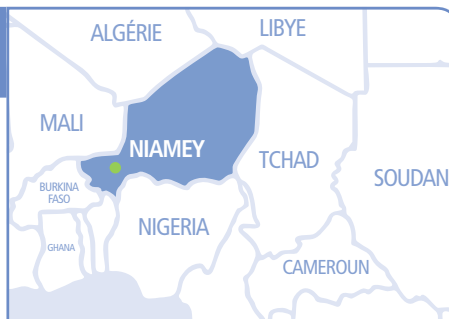 ALGÉRIE
LIBYE
MALI
NIAMEY
TCHAD
SOUDAN
BURKINA
FASO
NIGERIA
GHANA
CAMEROUN